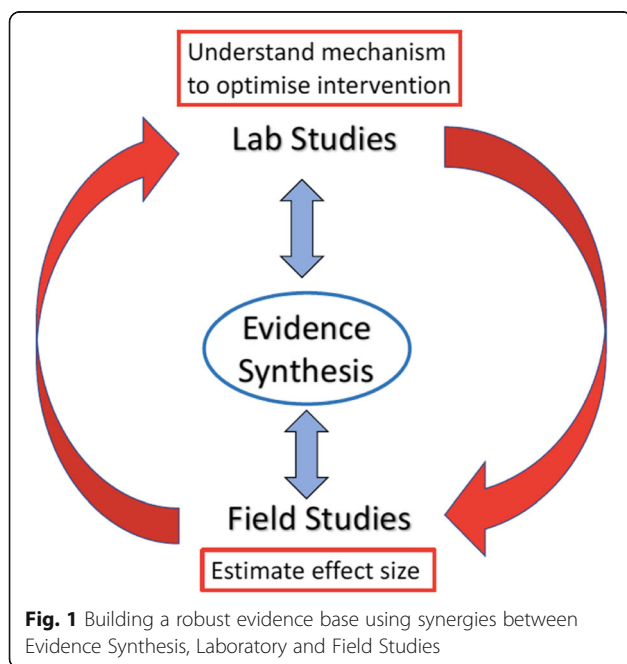 Understand mechanism
to optimise intervention
Lab Studies
Evidence
Synthesis
Field Studies
Estimate effect size
Fig. 1 Building a robust evidence base using synergies between
Evidence Synthesis, Laboratory and Field Studies